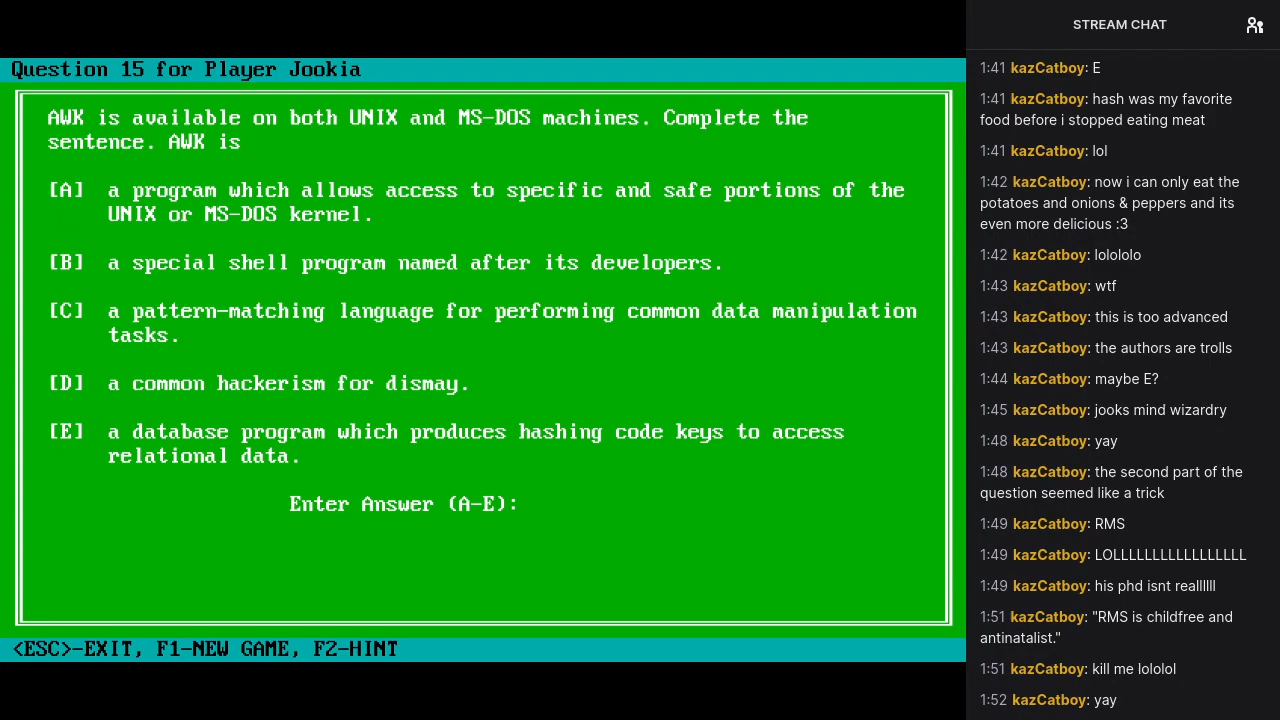 Question 15 for Player Jookia
AWK is available on both UNIX and MS-DOS machines. Complete the
sentence. AWK is
[A] a program which allows access to specific and safe portions of the
UNIX or MS-DOS kernel.
[B] a special shell program named after its developers.
[C] a pattern-matching language for performing common data manipulation
tasks.
[D] a common hackerism for dismay.
[E] a database program which produces hashing code keys to access
relational data.
Enter Answer (A-E):
<ESC>-EXIT, F1-NEW GAME, F2-HINT
STREAM CHAT
1:41 kazCatboy: E
1:41 kazCatboy: hash was my favorite
food before i stopped eating meat
1:41 kazCatboy: lol
1:42 kazCatboy: now i can only eat the
potatoes and onions & peppers and its
even more delicious :3
1:42 kazCatboy: lolololo
1:43 kazCatboy: wtf
1:43 kazCatboy: this is too advanced
1:43 kazCatboy: the authors are trolls
1:44 kazCatboy: maybe E?
1:45 kazCatboy: jooks mind wizardry
1:48 kazCatboy: yay
1:48 kazCatboy: the second part of the
question seemed like a trick
1:49 kazCatboy: RMS
1:49 kazCatboy: LOLLLLLLLLLLLLLLLLL
1:49 kazCatboy: his phd isnt reallllll
1:51 kazCatboy: "RMS is childfree and
antinatalist."
1:51 kazCatboy: kill me lololol
1:52 kazCatboy: yay